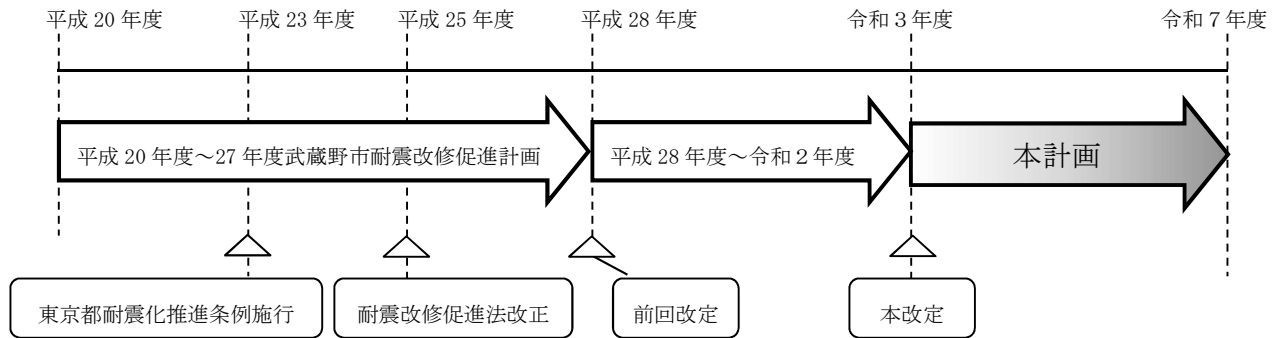 平成 20 年度
平成 23 年度
平成 25 年度
平成 28 年度
令和３年度
令和７年度
平成 20 年度～27 年度武蔵野市耐震改修促進計画
平成 28 年度～令和２年度
本計画
東京都耐震化推進条例施行
耐震改修促進法改正
前回改定
本改定